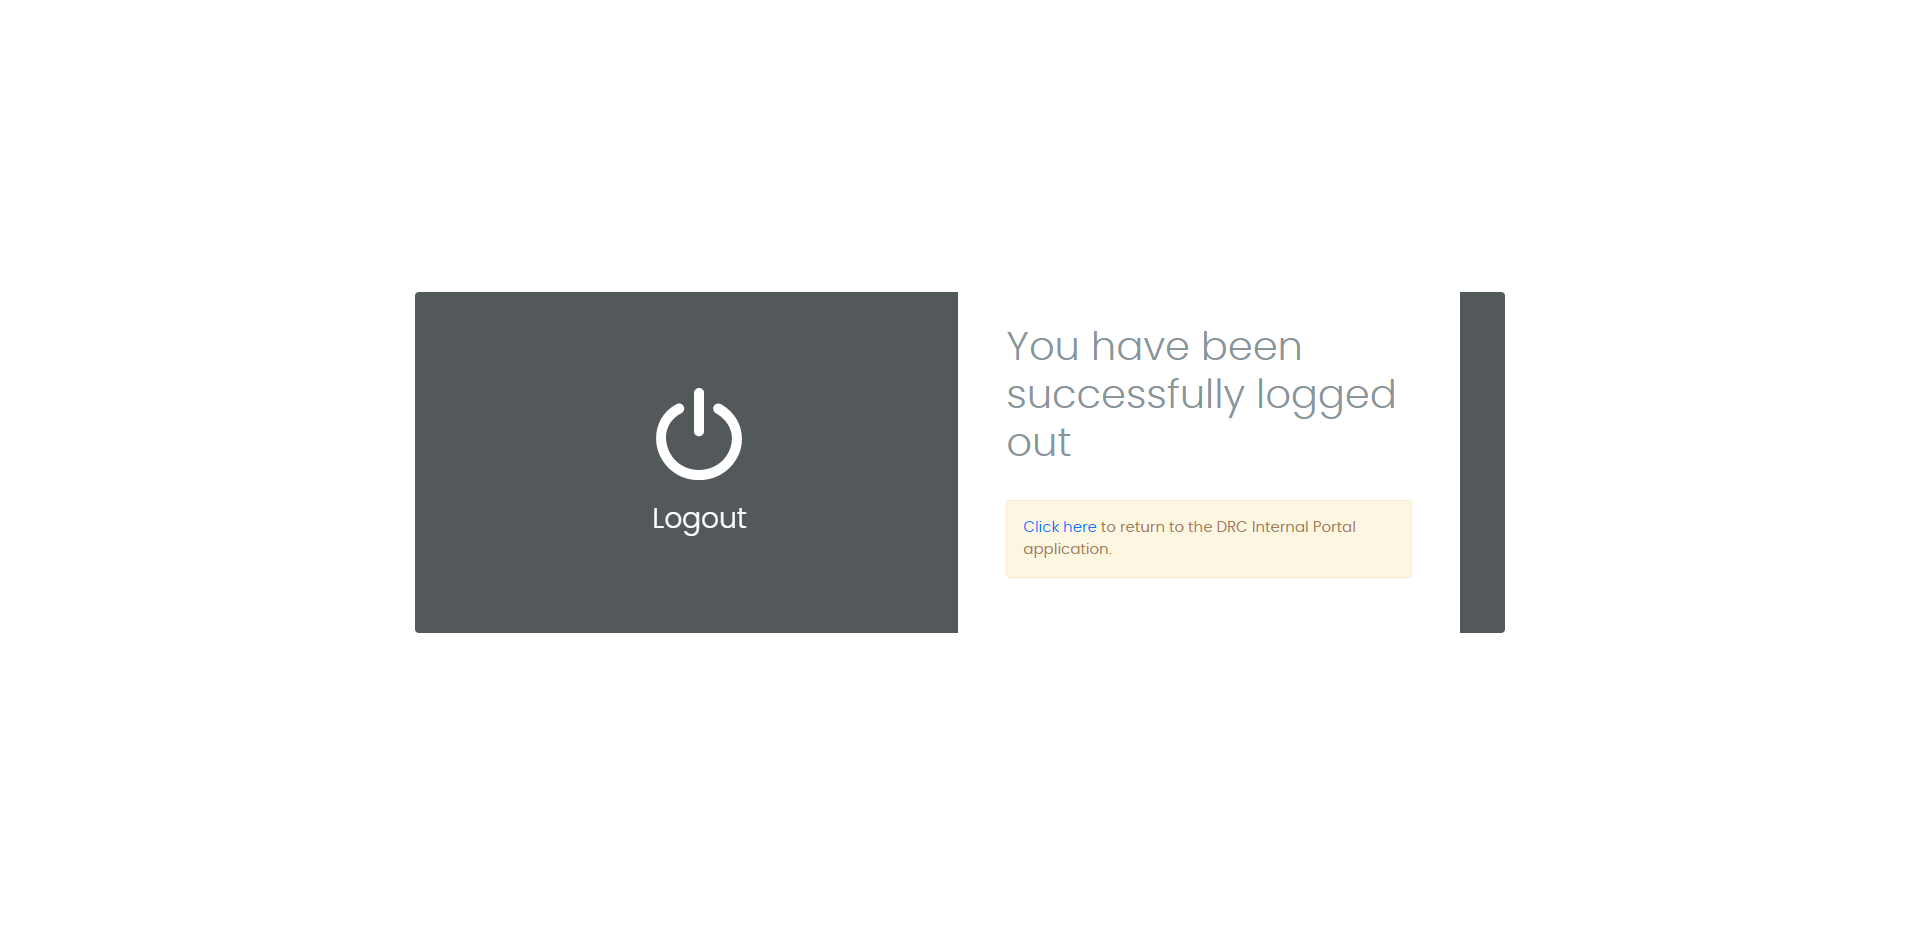 Logout
You have been
successfully logged
out
Click here to return to the DRC Internal Portal
application.